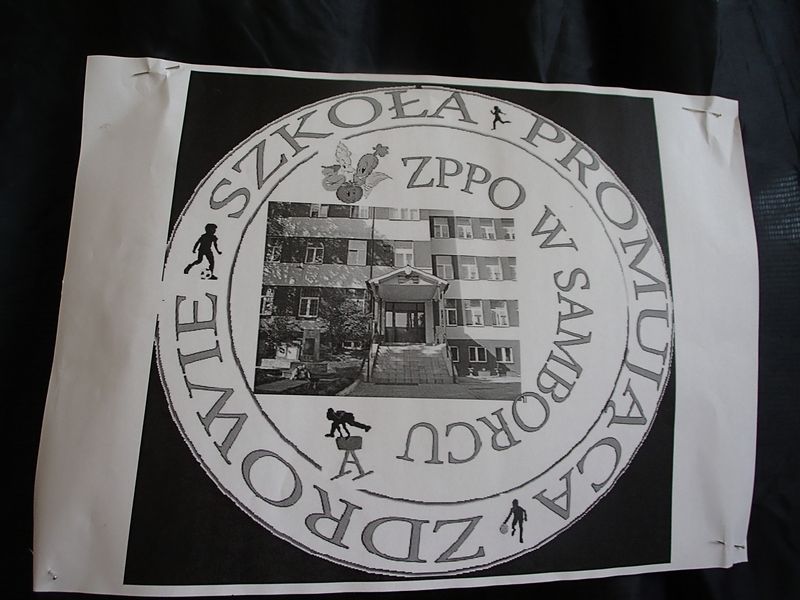 SZKOŁA PROMUJĄCA ZDROWIE
ZPPO W SAMBORCU